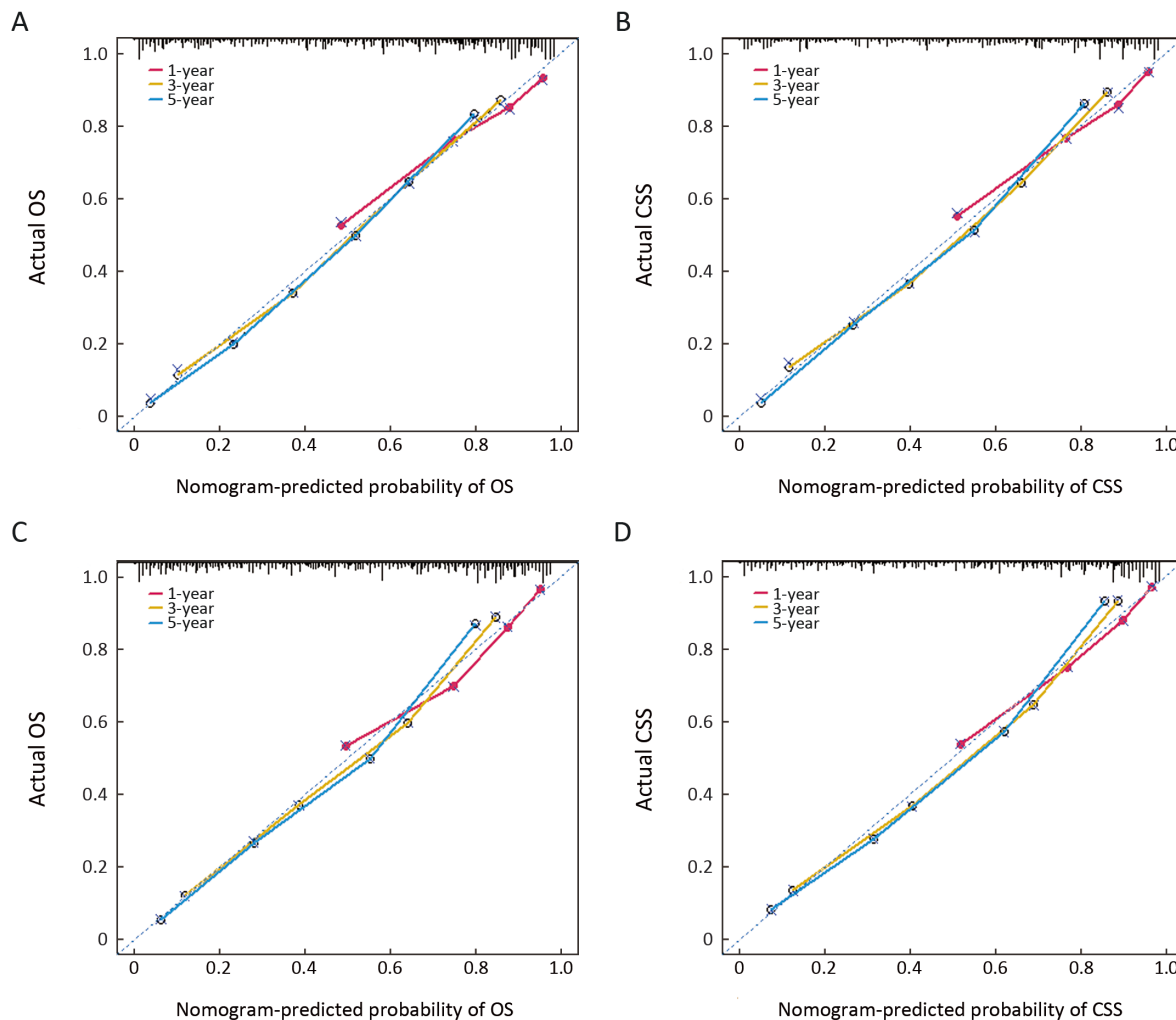 A
1.0
0.8
0.6
0.4
0.2
0
1-year
3-year
5-year
Actual OS
0 0.2 0.4 0.6 0.8 1.0
Nomogram-predicted probability of OS
B
1.0
0.8
0.6
0.4
0.2
0
1-year
3-year
5-year
Actual CSS
0 0.2 0.4 0.6 0.8 1.0
Nomogram-predicted probability of CSS
C
1.0
0.8
0.6
0.4
0.2
0
1-year
3-year
5-year
Actual OS
0 0.2 0.4 0.6 0.8 1.0
Nomogram-predicted probability of OS
D
1.0
0.8
0.6
0.4
0.2
0
1-year
3-year
5-year
Actual CSS
0 0.2 0.4 0.6 0.8 1.0
Nomogram-predicted probability of CSS